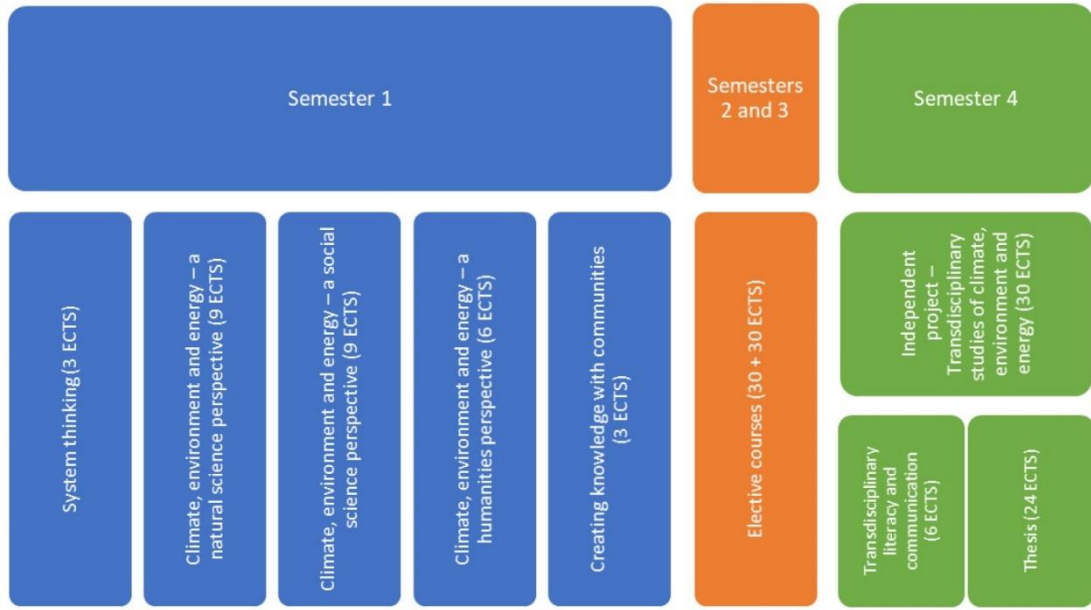 Semester 1
Semesters
2 and 3
Semester 4
System thinking(3 ECTS)
Climate, environment and energy – a
natural science perspective (9 ECTS)
Climate, environment and energy – a social
science perspective (9 ECTS)
Climate, environment and energy – a
humanities perspective (6 ECTS)
Creating knowledge with communities
(3 ECTS)
Elective courses (30 + 30 ECTS)
Independent
project –
Transdisciplinary
studies of climate,
environment and
energy (30 ECTS)
Transdisciplinary
literacy and
communication
(6 ECTS)
Thesis (24 ECTS)